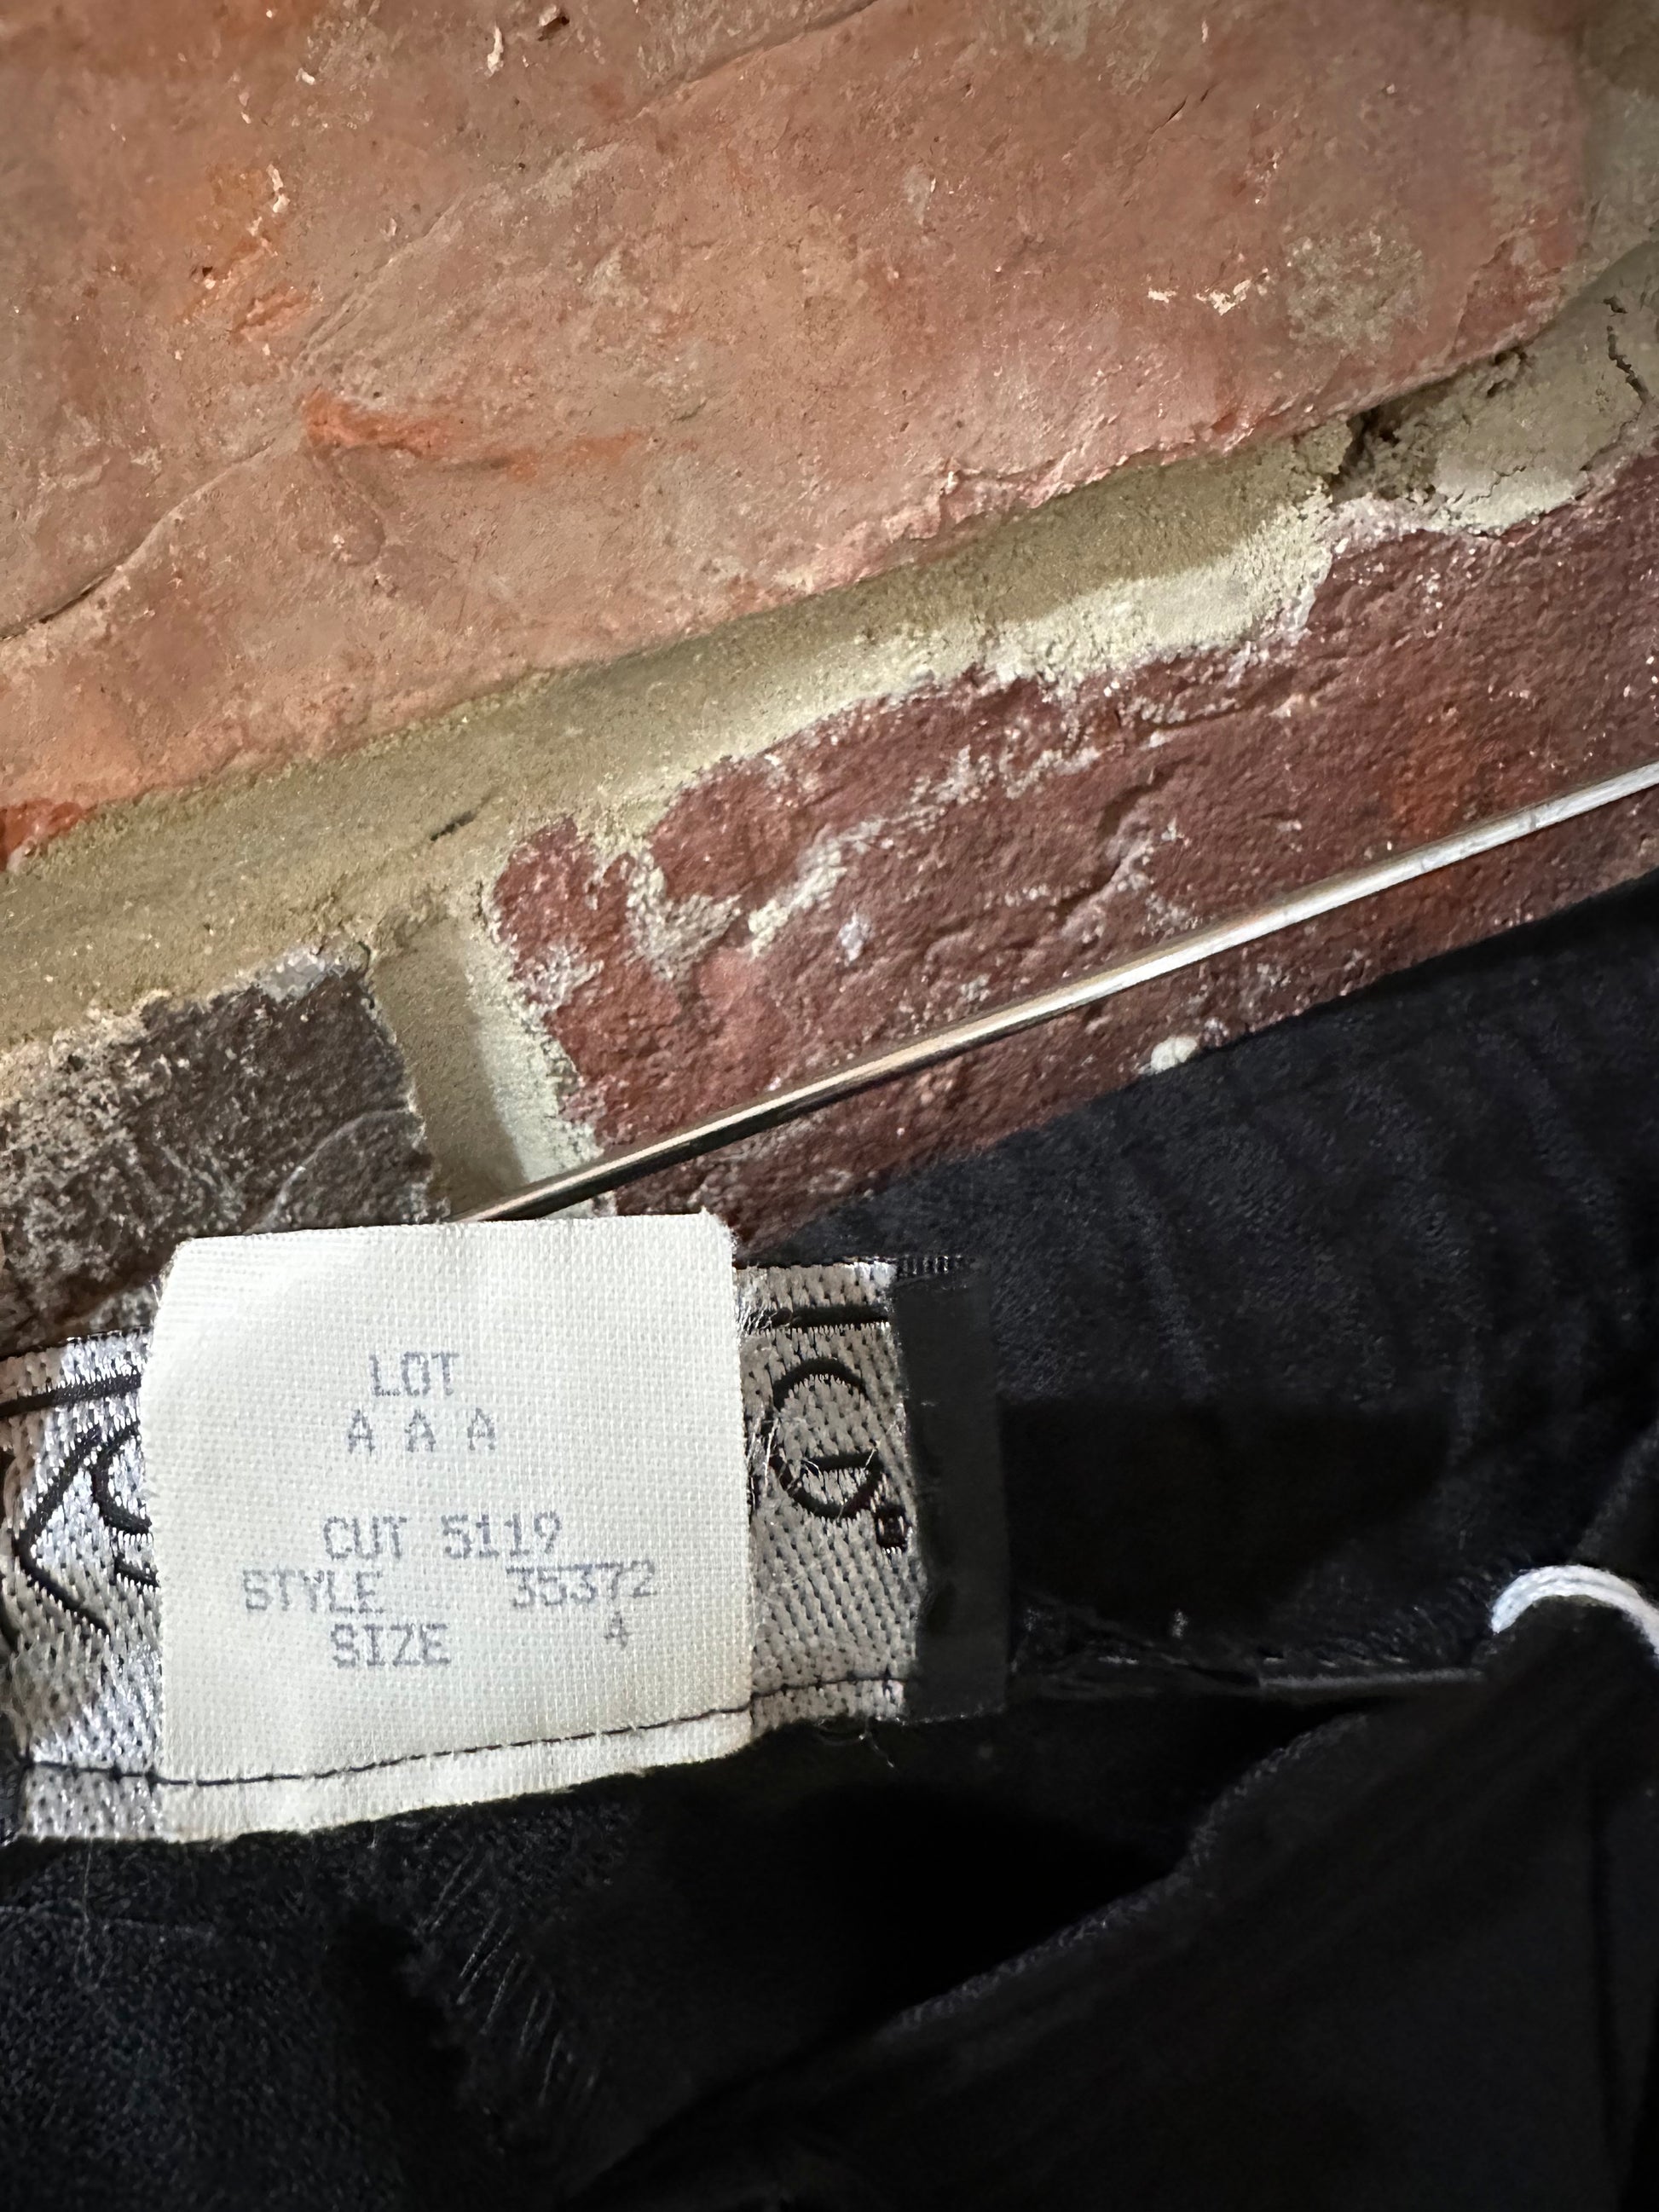 LOT
A A A
CUT 5119
STYLE 35372
SIZE 4